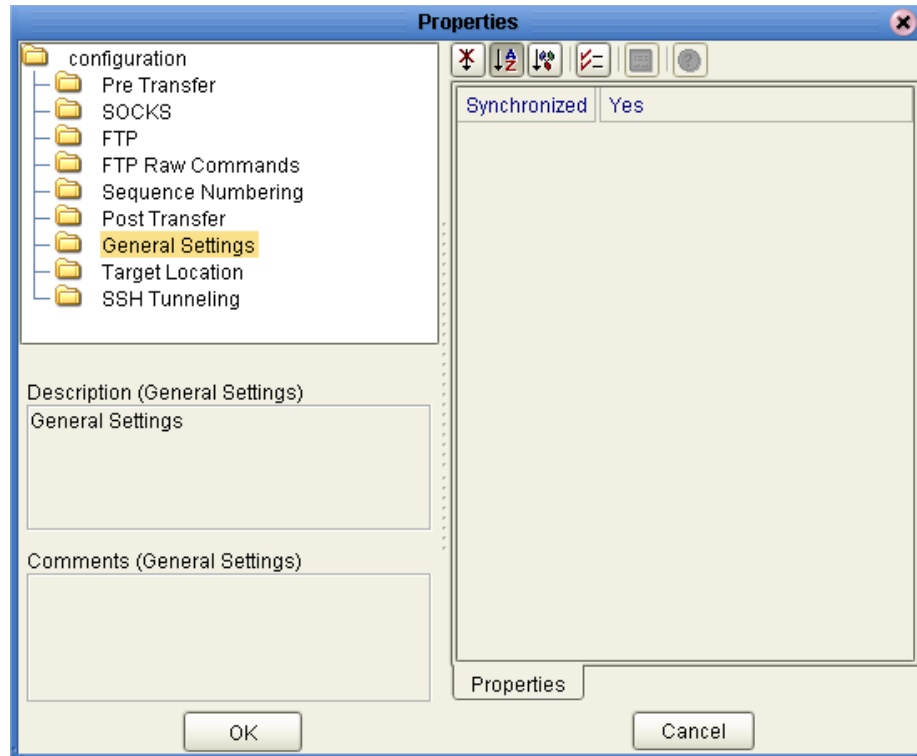 Properties
configuration
Pre Transfer
SOCKS
FTP
FTP Raw Commands
Sequence Numbering
Post Transfer
General Settings
Target Location
SSH Tunneling
Synchronized Yes
Description (General Settings)
General Settings
Comments (General Settings)
Properties
OK
Cancel